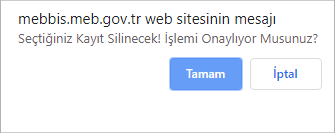 mebbis.meb.gov.tr web sitesinin mesajı
Seçtiğiniz Kayıt Silinecek! İşlemi Onaylıyor Musunuz?
Tamam
İptal